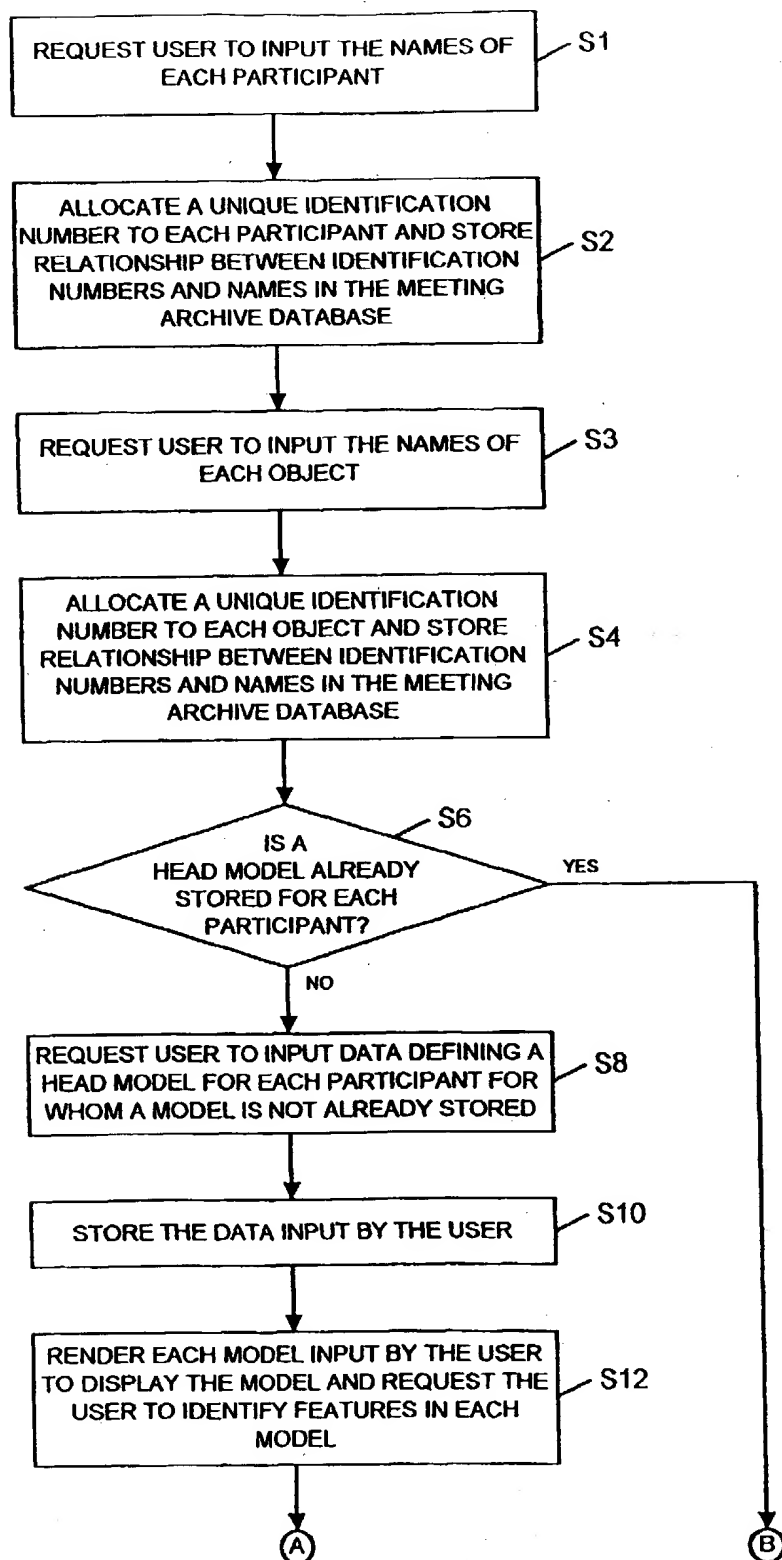 REQUEST USER TO INPUT THE NAMES OF
EACH PARTICIPANT
S1
ALLOCATE A UNIQUE IDENTIFICATION
NUMBER TO EACH PARTICIPANT AND STORE
RELATIONSHIP BETWEEN IDENTIFICATION
NUMBERS AND NAMES IN THE MEETING
ARCHIVE DATABASE
S2
REQUEST USER TO INPUT THE NAMES OF
EACH OBJECT
S3
ALLOCATE A UNIQUE IDENTIFICATION
NUMBER TO EACH OBJECT AND STORE
RELATIONSHIP BETWEEN IDENTIFICATION
NUMBERS AND NAMES IN THE MEETING
ARCHIVE DATABASE
S4
IS A
HEAD MODEL ALREADY
STORED FOR EACH
PARTICIPANT?
S6
YES
NO
REQUEST USER TO INPUT DATA DEFINING A
HEAD MODEL FOR EACH PARTICIPANT FOR
WHOM A MODEL IS NOT ALREADY STORED
S8
STORE THE DATA INPUT BY THE USER
S10
RENDER EACH MODEL INPUT BY THE USER
TO DISPLAY THE MODEL AND REQUEST THE
USER TO IDENTIFY FEATURES IN EACH
MODEL
S12
A
B